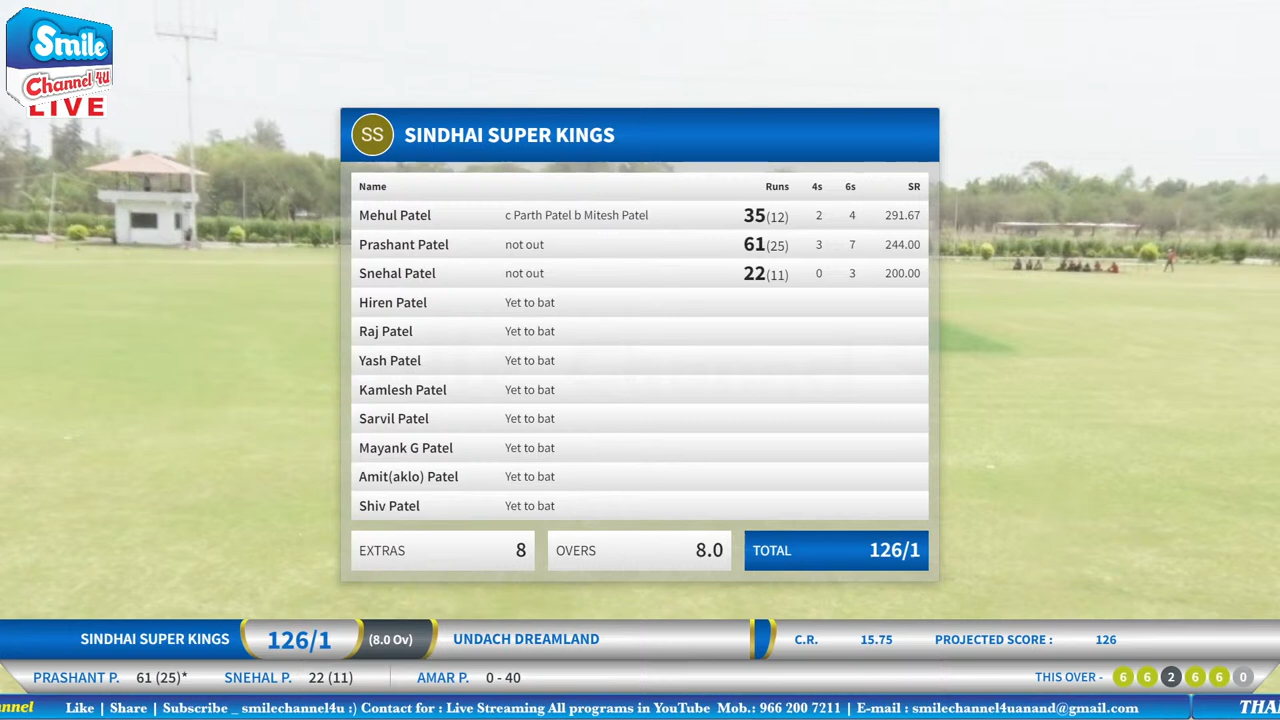 Smile
Channel 4U
LIVE
SS SINDHAI SUPER KINGS
Name Runs 4s 6s SR
Mehul Patel c Parth Patel b Mitesh Patel 35(12) 2 4 291.67
Prashant Patel not out 61(25) 3 7 244.00
Snehal Patel not out 22(11) 0 3 200.00
Hiren Patel Yet to bat
Raj Patel Yet to bat
Yash Patel Yet to bat
Kamlesh Patel Yet to bat
Sarvil Patel Yet to bat
Mayank G Patel Yet to bat
Amit(aklo) Patel Yet to bat
Shiv Patel Yet to bat
EXTRAS 8 OVERS 8.0 TOTAL 126/1
SINDHAI SUPER KINGS 126/1 (8.0 Ov) UNDACH DREAMLAND C.R. 15.75 PROJECTED SCORE : 126
PRASHANT P. 61 (25)* SNEHAL P. 22 (11) AMAR P. 0 - 40 THIS OVER - 6 6 2 6 6 0
annel Like | Share | Subscribe _ smilechannel4u :) Contact for : Live Streaming All programs in YouTube Mob.: 966 200 7211 | E-mail : smilechannel4uanand@gmail.com THA